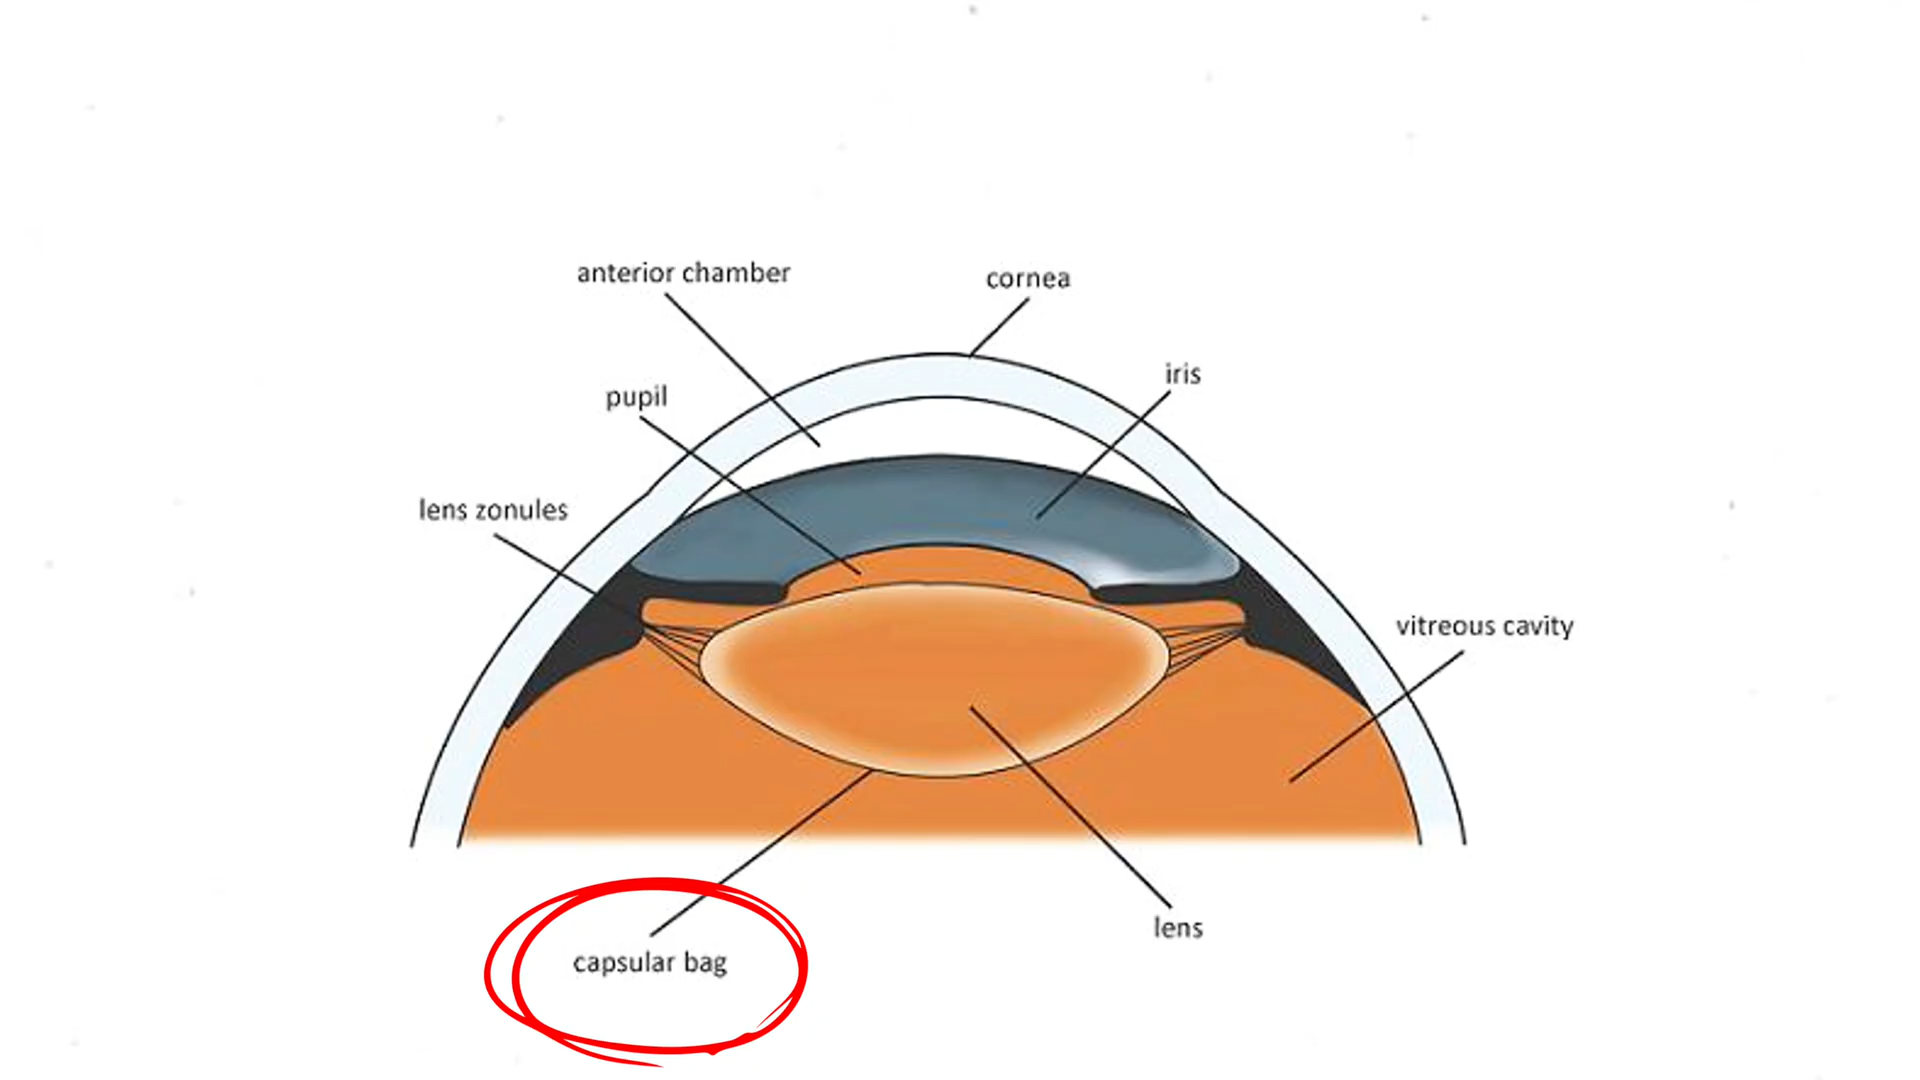 anterior chamber
cornea
iris
pupil
lens zonules
vitreous cavity
lens
capsular bag